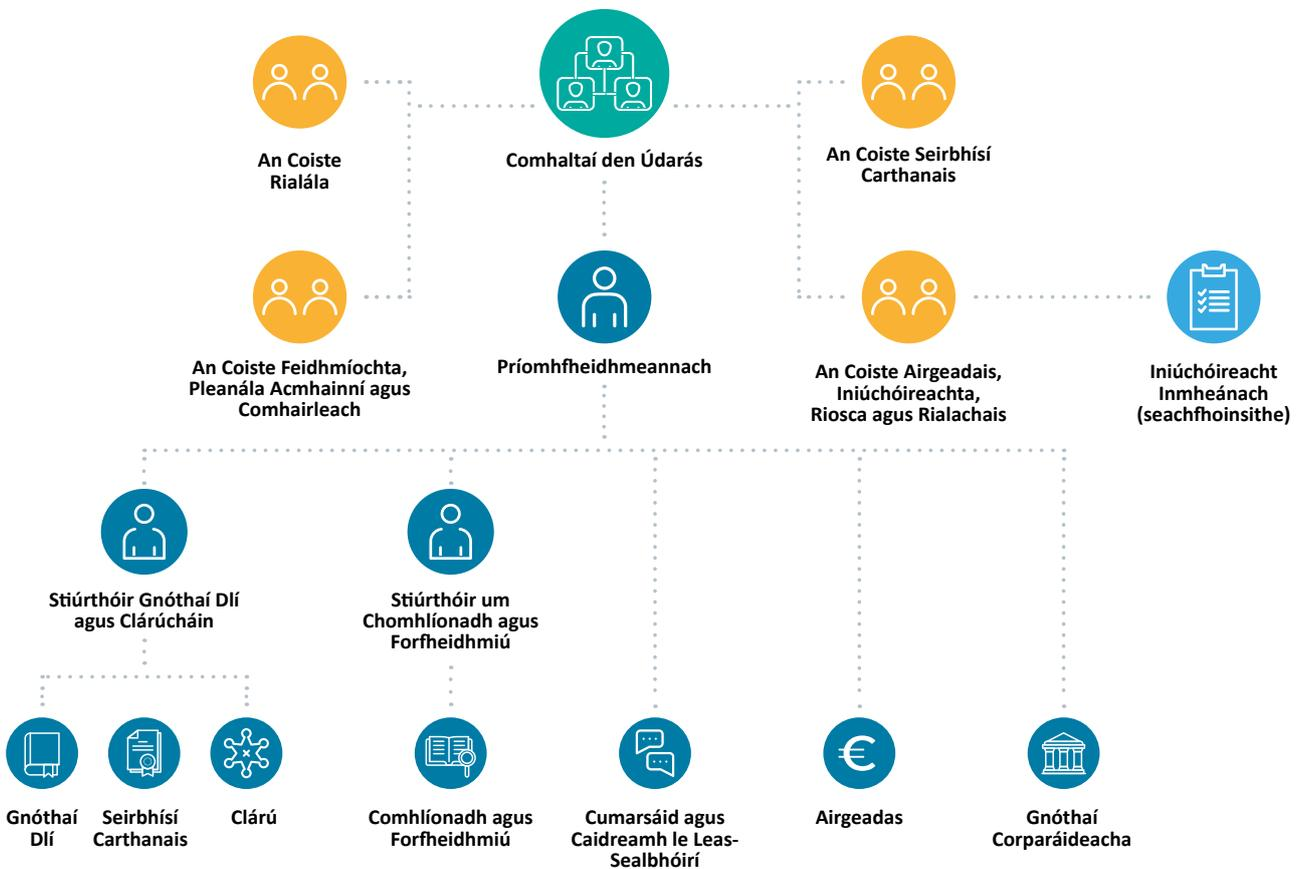 An Coiste
Rialála
Comhaltaí den Údarás
An Coiste Seirbhísí
Carthanais
An Coiste Feidhmíochta,
Pleanála Acmhainní agus
Comhairleach
Príomhfheidhmeannach
An Coiste Airgeadais,
Iniúchóireachta,
Riosca agus Rialachais
Iniúchóireacht
Inmheánach
(seachfhoinsithe)
Stiúrthóir Gnóthaí Dlí
agus Clárúcháin
Stiúrthóir um
Chomhlíonadh agus
Forfheidhmiú
Gnóthaí
Dlí
Seirbhísí
Carthanais
Clárú
Comhlíonadh agus
Forfheidhmiú
Cumarsáid agus
Caidreamh le Leas-
Sealbhóirí
€
Airgeadas
Gnóthaí
Corparáideacha